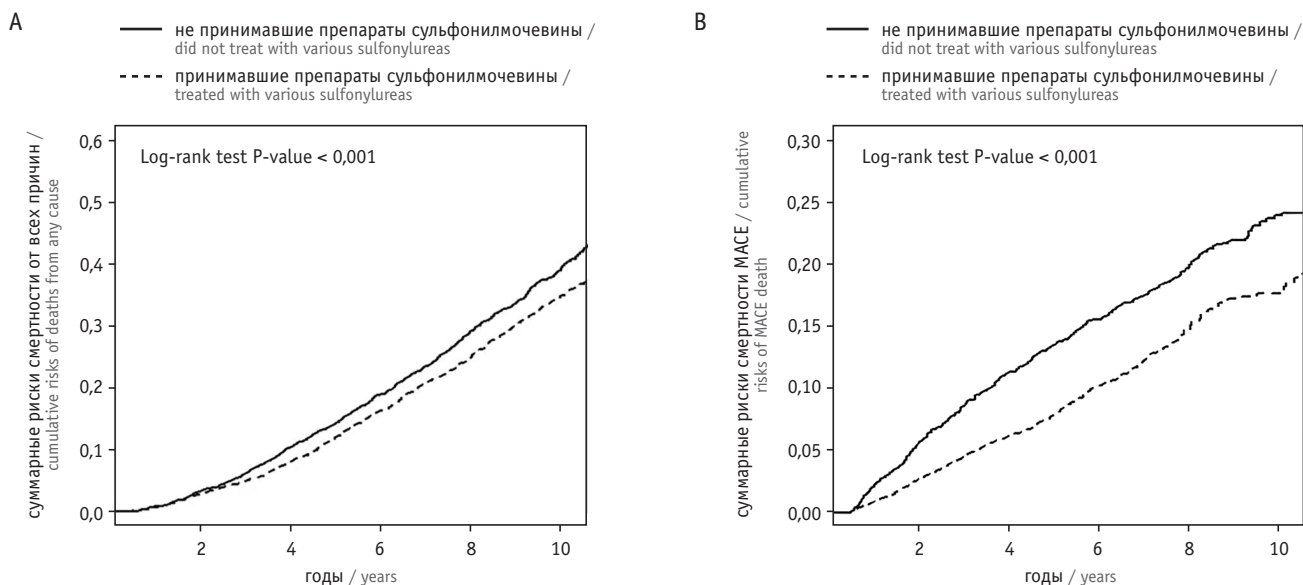 A
не принимавшие препараты сульфонилмочевины /
did not treat with various sulfonylureas
принимавшие препараты сульфонилмочевины /
treated with various sulfonylureas
суммарные риски смертности от всех причин /
cumulative risks of deaths from any cause
0,6
0,5
0,4
0,3
0,2
0,1
0,0
Log-rank test P-value < 0,001
2 4 6 8 10
годы / years
B
не принимавшие препараты сульфонилмочевины /
did not treat with various sulfonylureas
принимавшие препараты сульфонилмочевины /
treated with various sulfonylureas
суммарные риски смертности MACE / cumulative
risks of MACE death
0,30
0,25
0,20
0,15
0,10
0,05
0,00
Log-rank test P-value < 0,001
2 4 6 8 10
годы / years